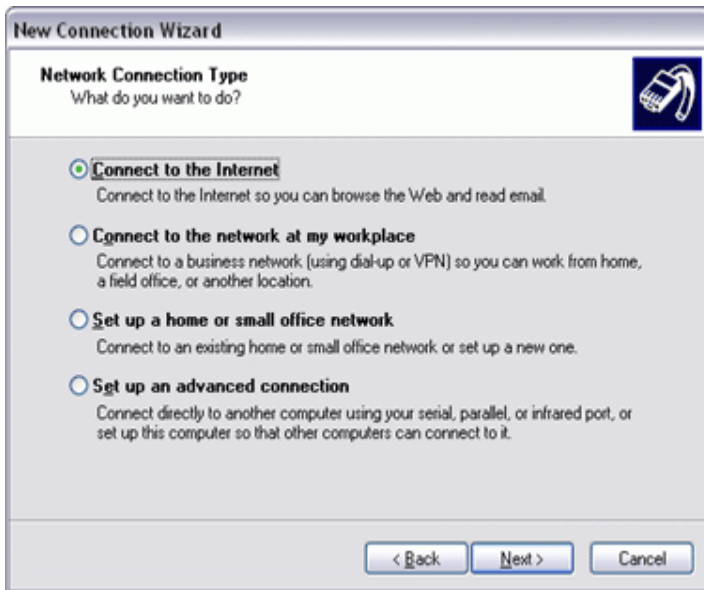 New Connection Wizard
Network Connection Type
What do you want to do?
Connect to the Internet
Connect to the Internet so you can browse the Web and read email.
Connect to the network at my workplace
Connect to a business network (using dial-up or VPN) so you can work from home,
a field office, or another location.
Set up a home or small office network
Connect to an existing home or small office network or set up a new one.
Set up an advanced connection
Connect directly to another computer using your serial, parallel, or infrared port, or
set up this computer so that other computers can connect to it.
< Back Next > Cancel